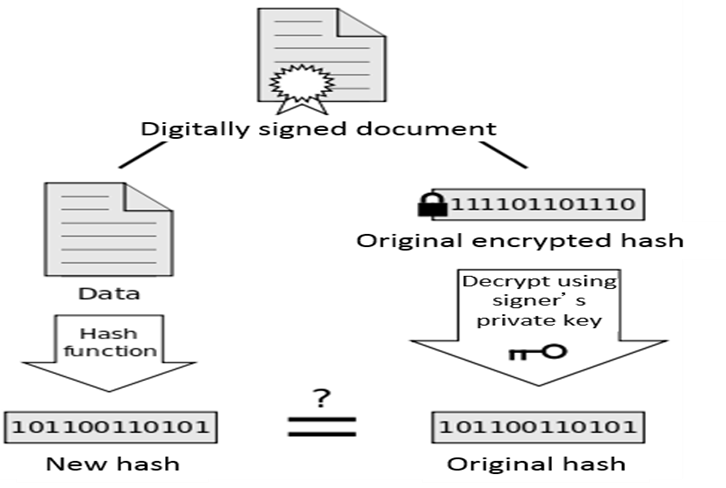 Digitally signed document
111101101110
Original encrypted hash
Data
Decrypt using
signer’s
private key
Hash
function
?
101100110101
101100110101
New hash
Original hash